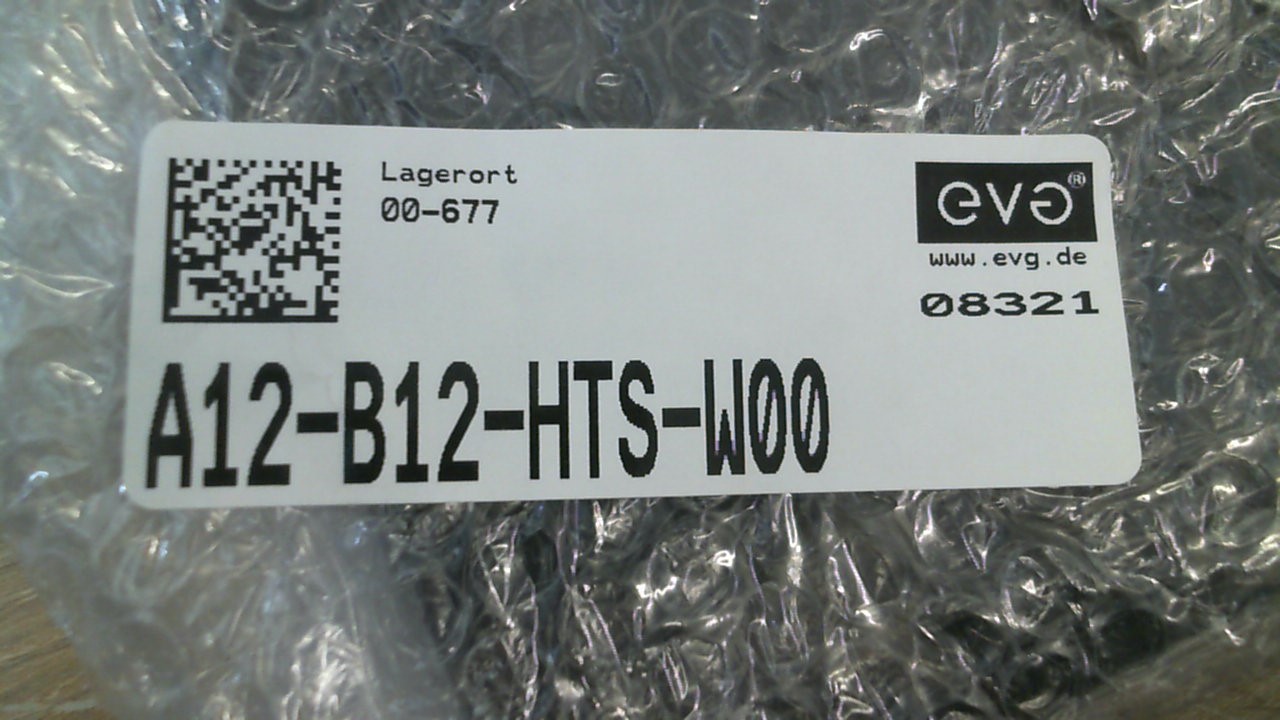 Lagerort
00-677
evg®
www.evg.de
08321
A12-B12-HTS-W00